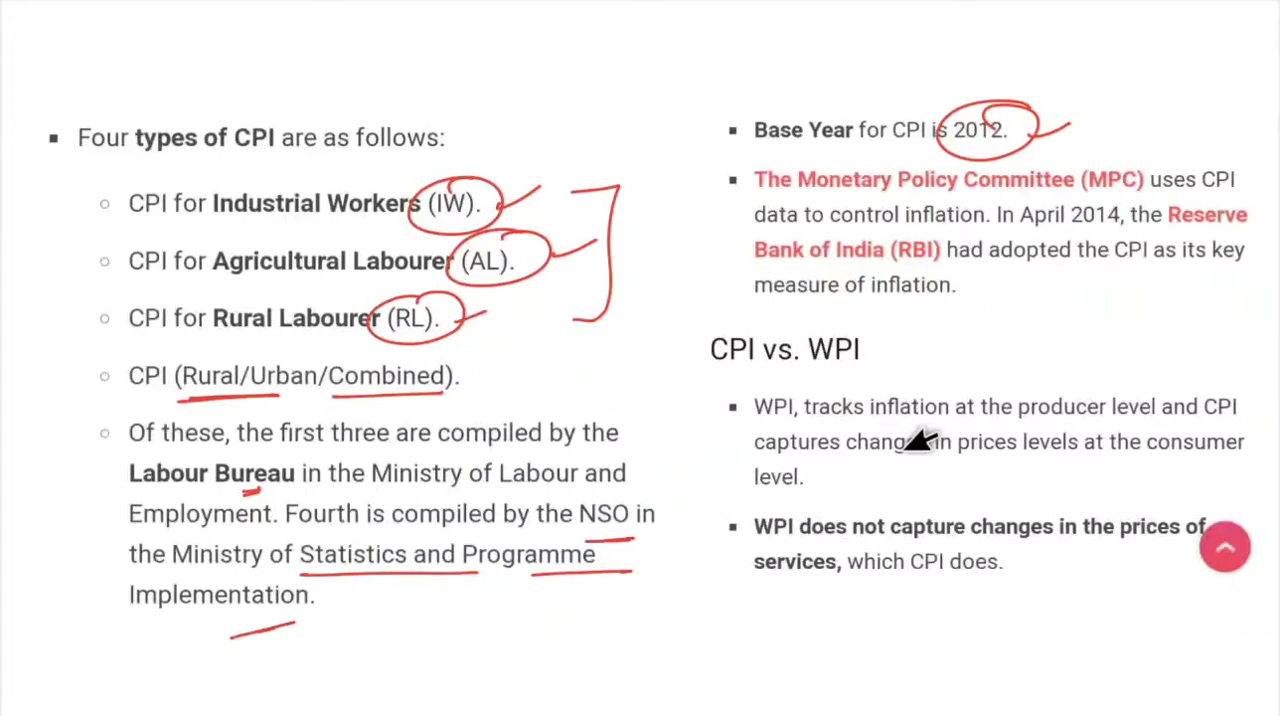 Four types of CPI are as follows:
CPI for Industrial Workers (IW).
CPI for Agricultural Labourer (AL).
CPI for Rural Labourer (RL).
CPI (Rural/Urban/Combined).
Of these, the first three are compiled by the
Labour Bureau in the Ministry of Labour and
Employment. Fourth is compiled by the NSO in
the Ministry of Statistics and Programme
Implementation.
Base Year for CPI is 2012.
The Monetary Policy Committee (MPC) uses CPI
data to control inflation. In April 2014, the Reserve
Bank of India (RBI) had adopted the CPI as its key
measure of inflation.
CPI vs. WPI
WPI, tracks inflation at the producer level and CPI
captures changes in prices levels at the consumer
level.
WPI does not capture changes in the prices of
services, which CPI does.